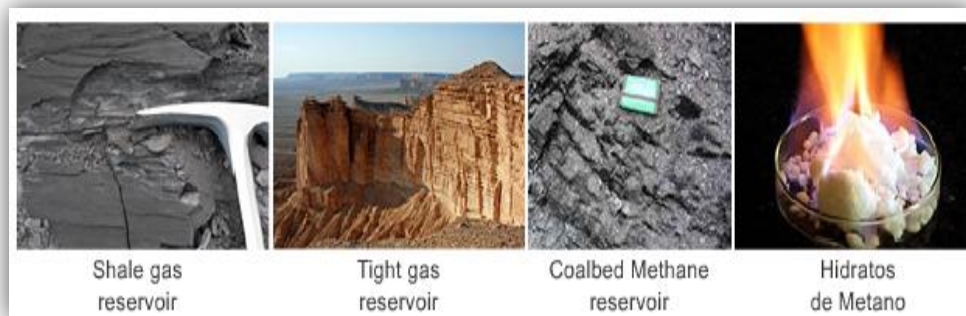 Shale gas
reservoir
Tight gas
reservoir
Coalbed Methane
reservoir
Hidratos
de Metano